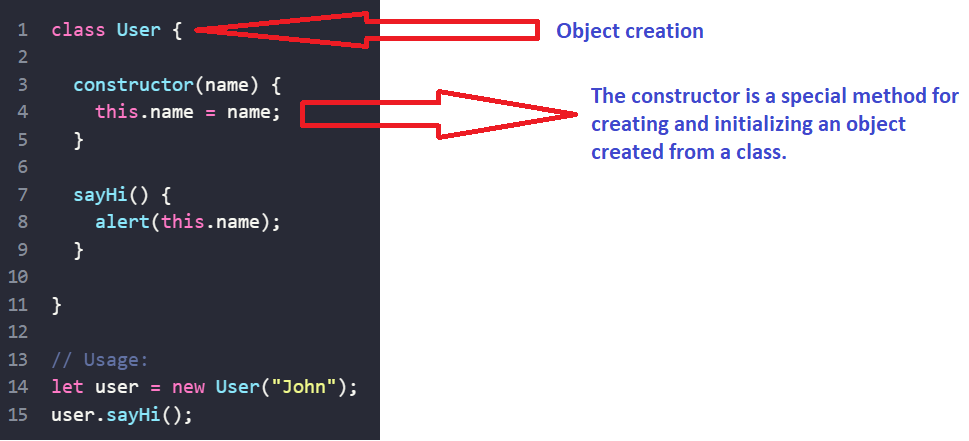 1 class User {
Object creation
2
3 constructor(name) {
4 this.name = name;
The constructor is a special method for
creating and initializing an object
created from a class.
5 }
6
7 sayHi() {
8 alert(this.name);
9 }
10
11 }
12
13 // Usage:
14 let user = new User("John");
15 user.sayHi();